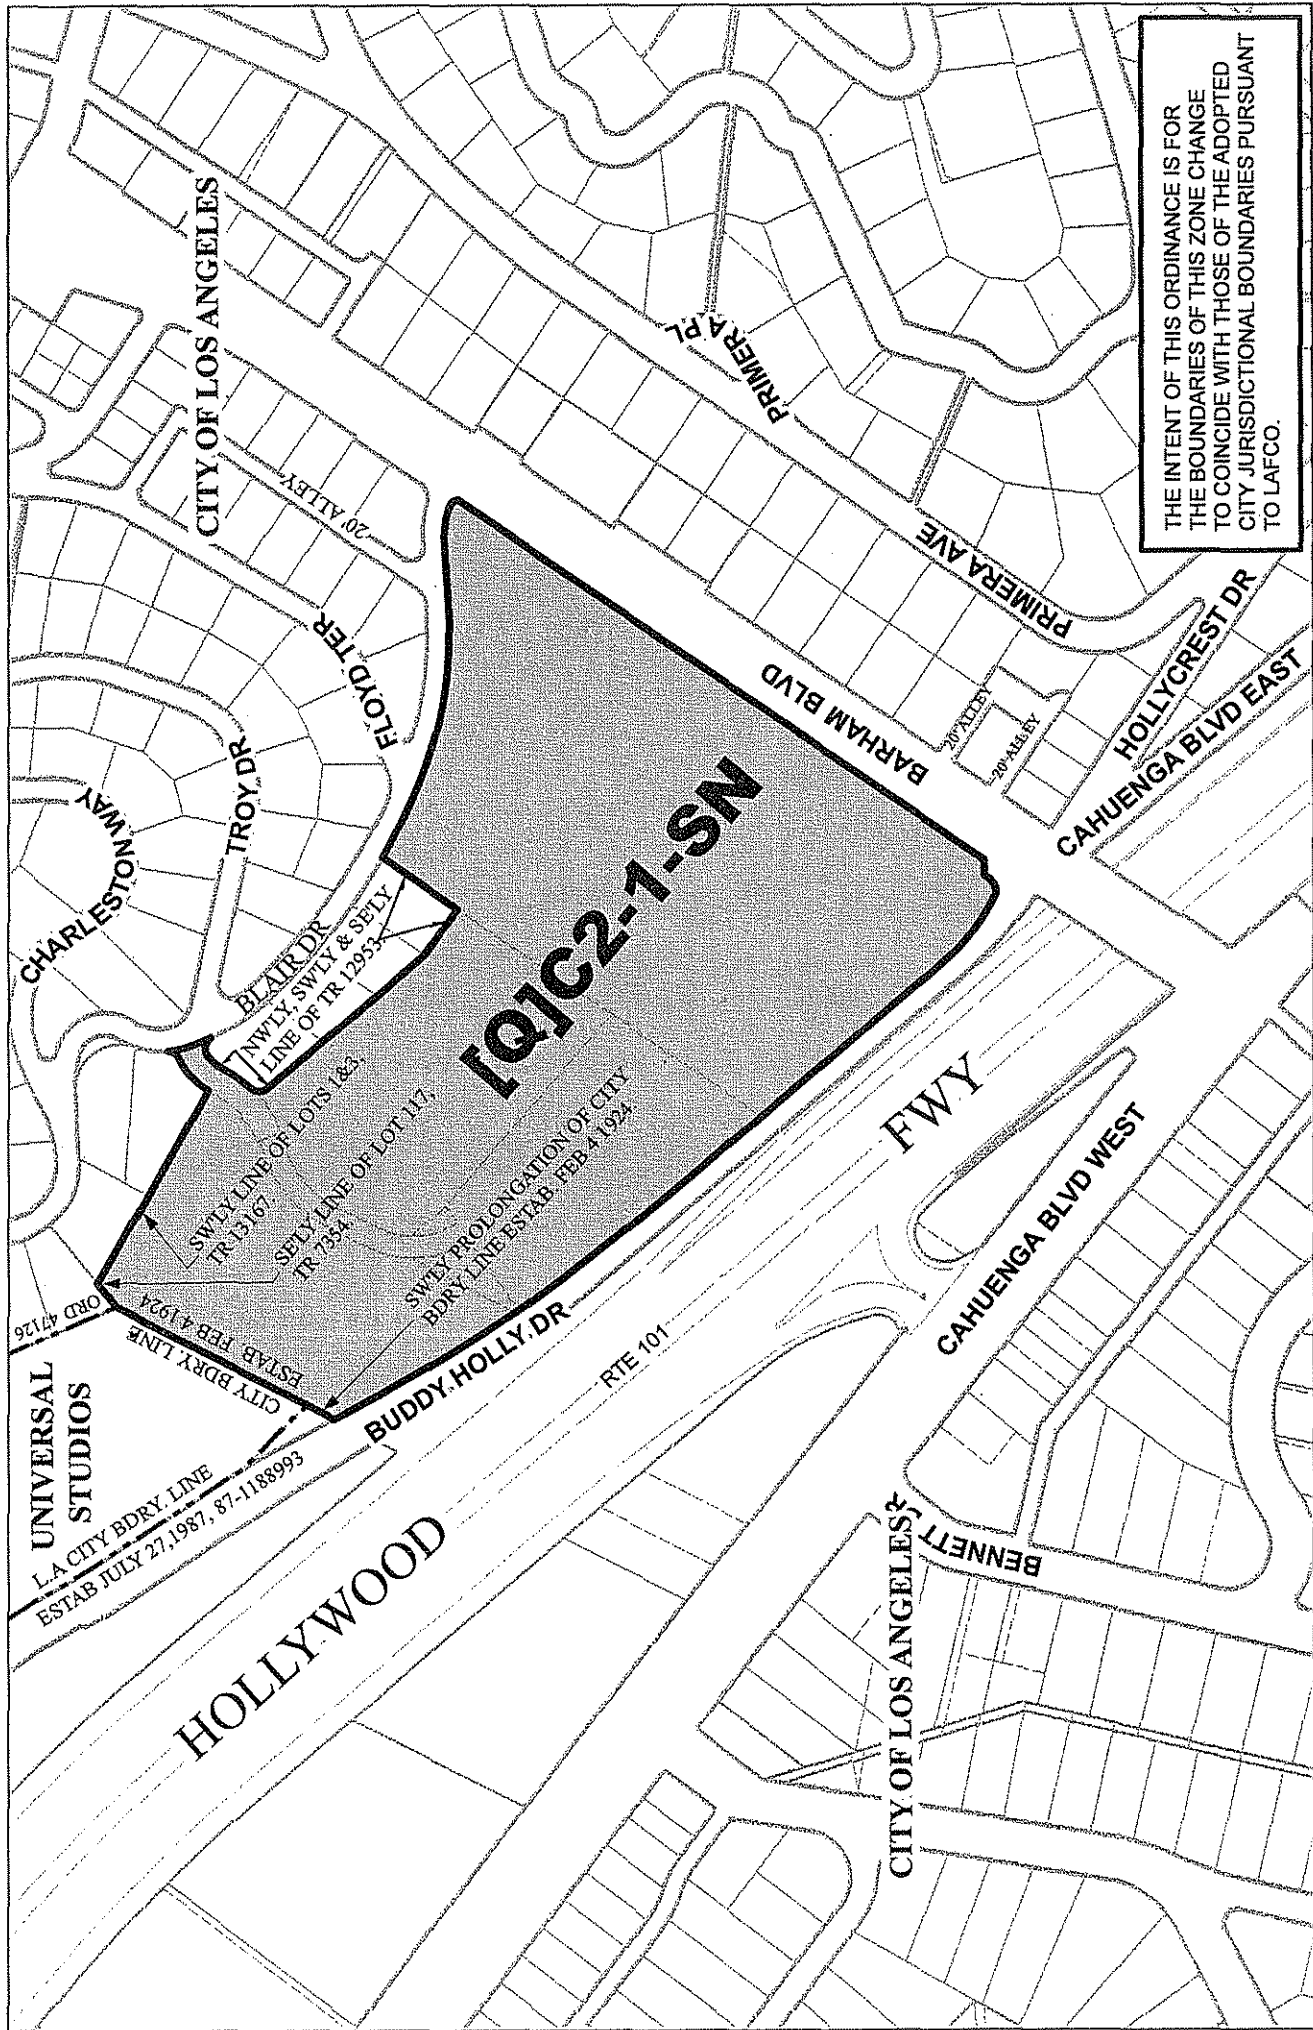 UNIVERSAL
STUDIOS
L.A CITY BDRY. LINE
ESTAB JULY 27,1987, 87-1188993
ORD 47126
CITY BDRY LINE
ESTAB FEB 4 1924
CHARLESTON WAY
TROY DR
BLAIR DR
FLOYD TER
NW'LY, SW'LY & SE'LY
LINE OF TR 12953
CITY OF LOS ANGELES
20' ALLEY
SW'LY LINE OF LOTS 1&3,
TR 13167.
SE'LY LINE OF LOT 117,
TR 7354.
SW'LY PROLONGATION OF CITY
BDRY LINE ESTAB. FEB 4 1924
[Q]C2-1-SN
BUDDY HOLLY DR
HOLLYWOOD
FWY
RTE 101
BARHAM BLVD
PRIMERA PL
PRIMERA AVE
20' ALLEY
20' ALLEY
HOLLYCREST DR
CAHUENGA BLVD EAST
CAHUENGA BLVD WEST
CITY OF LOS ANGELES
BENNETT
THE INTENT OF THIS ORDINANCE IS FOR
THE BOUNDARIES OF THIS ZONE CHANGE
TO COINCIDE WITH THOSE OF THE ADOPTED
CITY JURISDICTIONAL BOUNDARIES PURSUANT
TO LAFCO.